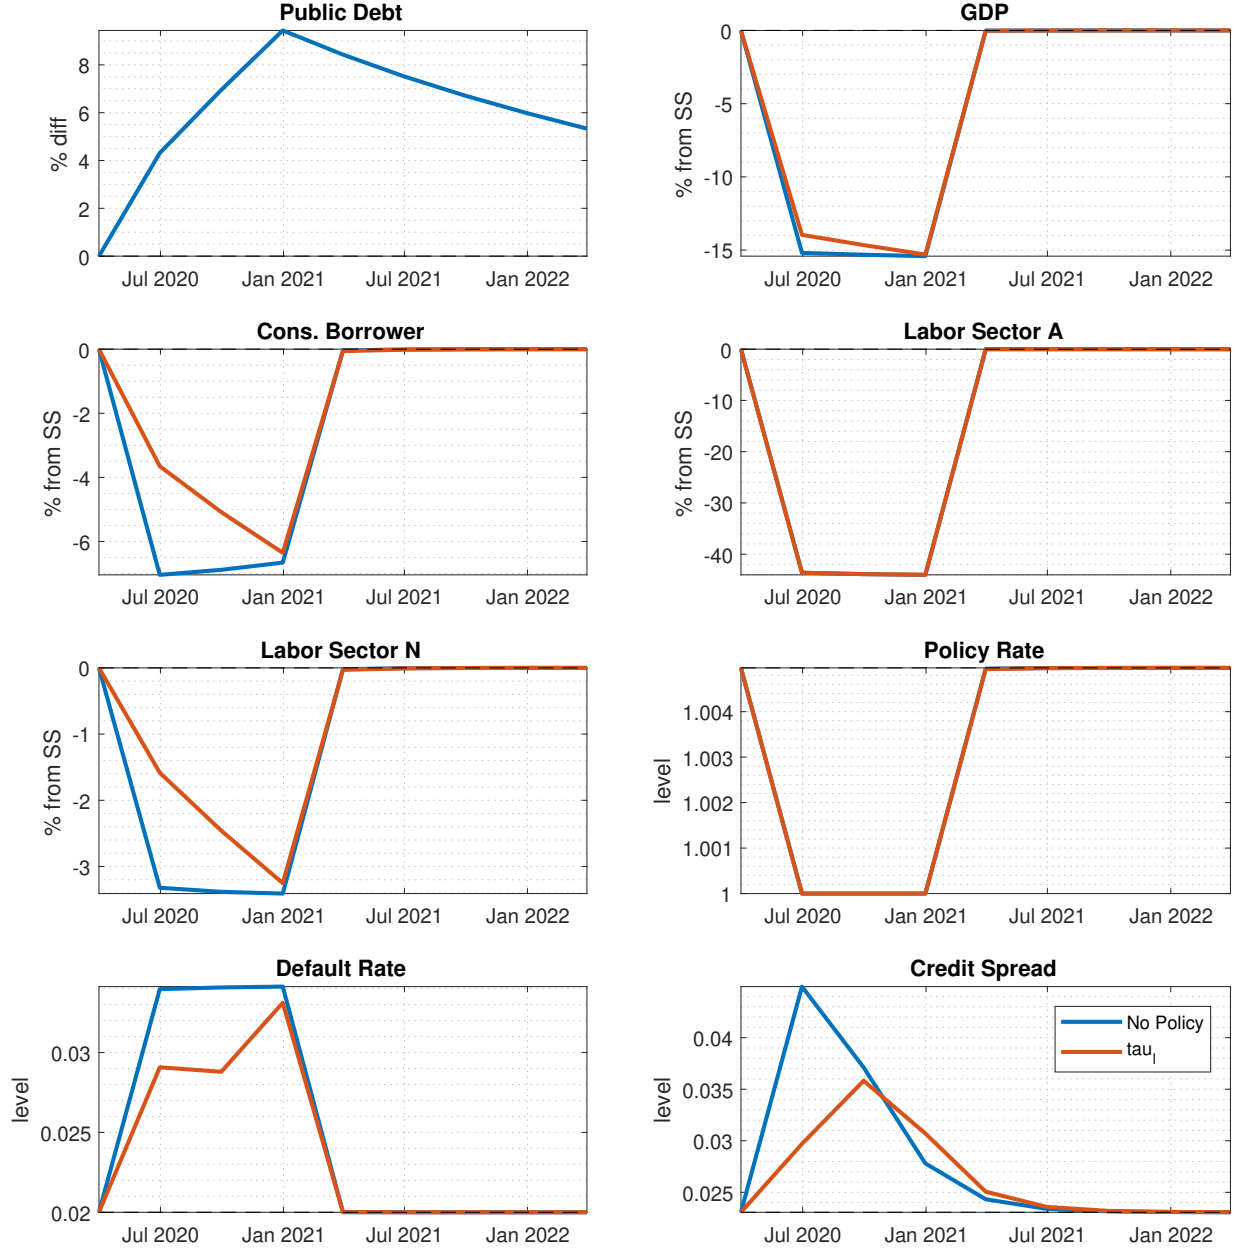 Public Debt
% diff
8
6
4
2
0
Jul 2020 Jan 2021 Jul 2021 Jan 2022
GDP
% from SS
0
-5
-10
-15
Jul 2020 Jan 2021 Jul 2021 Jan 2022
Cons. Borrower
% from SS
0
-2
-4
-6
Jul 2020 Jan 2021 Jul 2021 Jan 2022
Labor Sector A
% from SS
0
-10
-20
-30
-40
Jul 2020 Jan 2021 Jul 2021 Jan 2022
Labor Sector N
% from SS
0
-1
-2
-3
Jul 2020 Jan 2021 Jul 2021 Jan 2022
Policy Rate
level
1.004
1.003
1.002
1.001
1
Jul 2020 Jan 2021 Jul 2021 Jan 2022
Default Rate
level
0.03
0.025
0.02
Jul 2020 Jan 2021 Jul 2021 Jan 2022
Credit Spread
level
0.04
0.035
0.03
0.025
No Policy
tau_l
Jul 2020 Jan 2021 Jul 2021 Jan 2022